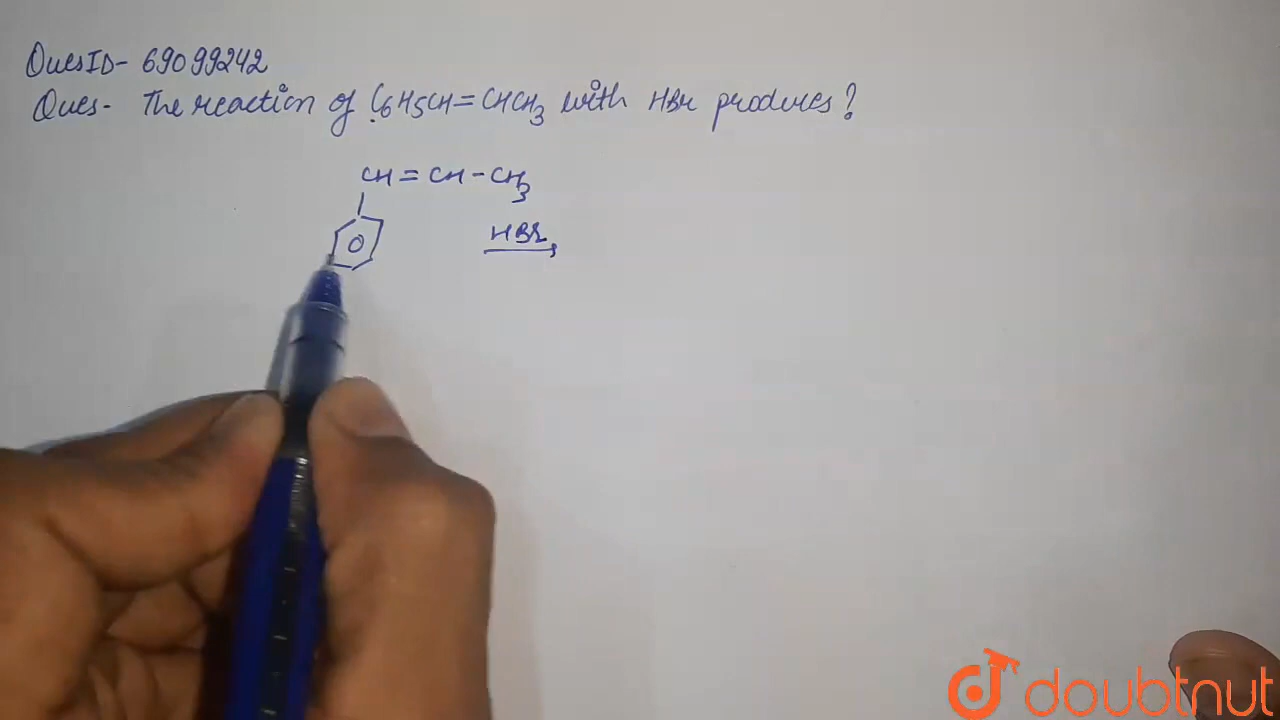 QuesID- 69099242
Ques- The reaction of C6H5CH=CHCH3 with HBr produces?
CH=CH-CH3
HBr
doubtnut